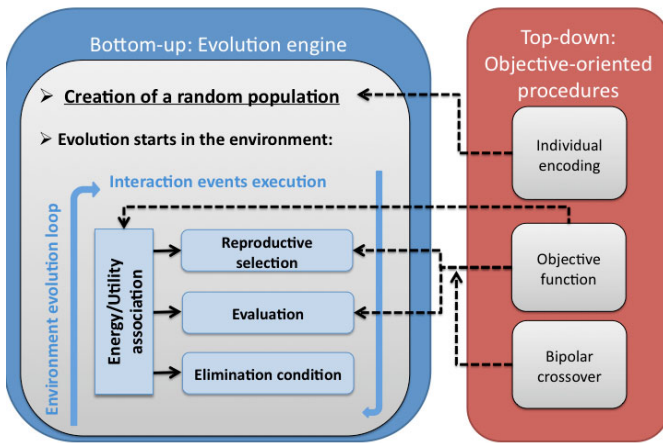 Bottom-up: Evolution engine
➢ Creation of a random population
➢ Evolution starts in the environment:
Interaction events execution
Environment evolution loop
Energy/Utility
association
Reproductive
selection
Evaluation
Elimination condition
Top-down:
Objective-oriented
procedures
Individual
encoding
Objective
function
Bipolar
crossover